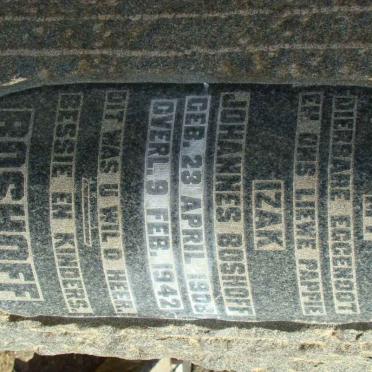 DIERBARE EGGENOOT
EN ONS LIEWE PAPPIE
IZAK
JOHANNES BOSHOFF
GEB. 23 APRIL
OVERL. 9 FEB. 1942
DIT WAS U WIL O HEER.
BESSIE EN KINDERS.
BOSHOFF